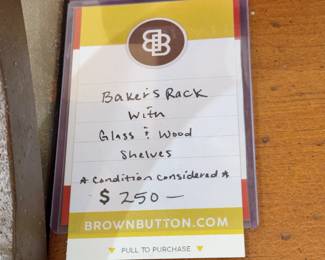 BB
Baker's Rack
with
Glass & Wood
Shelves
* Condition considered *
$250—
BROWNBUTTON.COM
PULL TO PURCHASE